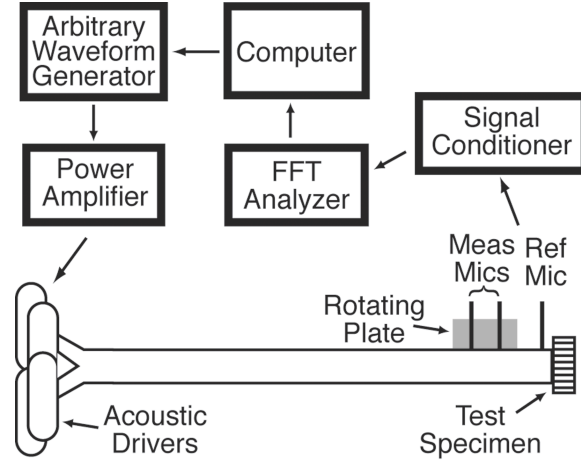 Arbitrary
Waveform
Generator
Computer
Signal
Conditioner
Power
Amplifier
FFT
Analyzer
Meas
Mics
Ref
Mic
Rotating
Plate
Acoustic
Drivers
Test
Specimen